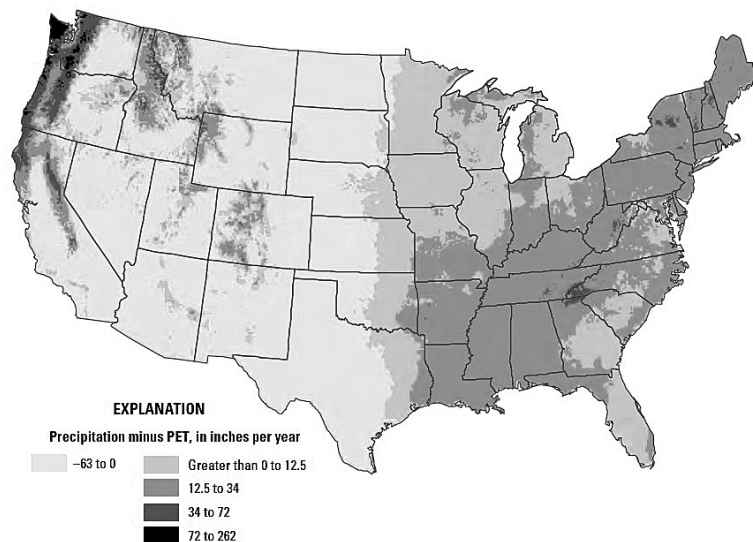 EXPLANATION
Precipitation minus PET, in inches per year
–63 to 0
Greater than 0 to 12.5
12.5 to 34
34 to 72
72 to 262